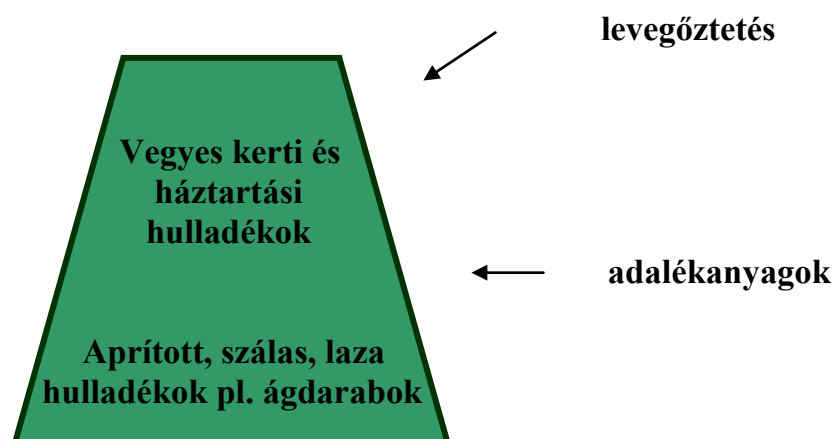 levegőztetés
Vegyes kerti és
háztartási
hulladékok
adalékanyagok
Aprított, szálas, laza
hulladékok pl. ágdarabok